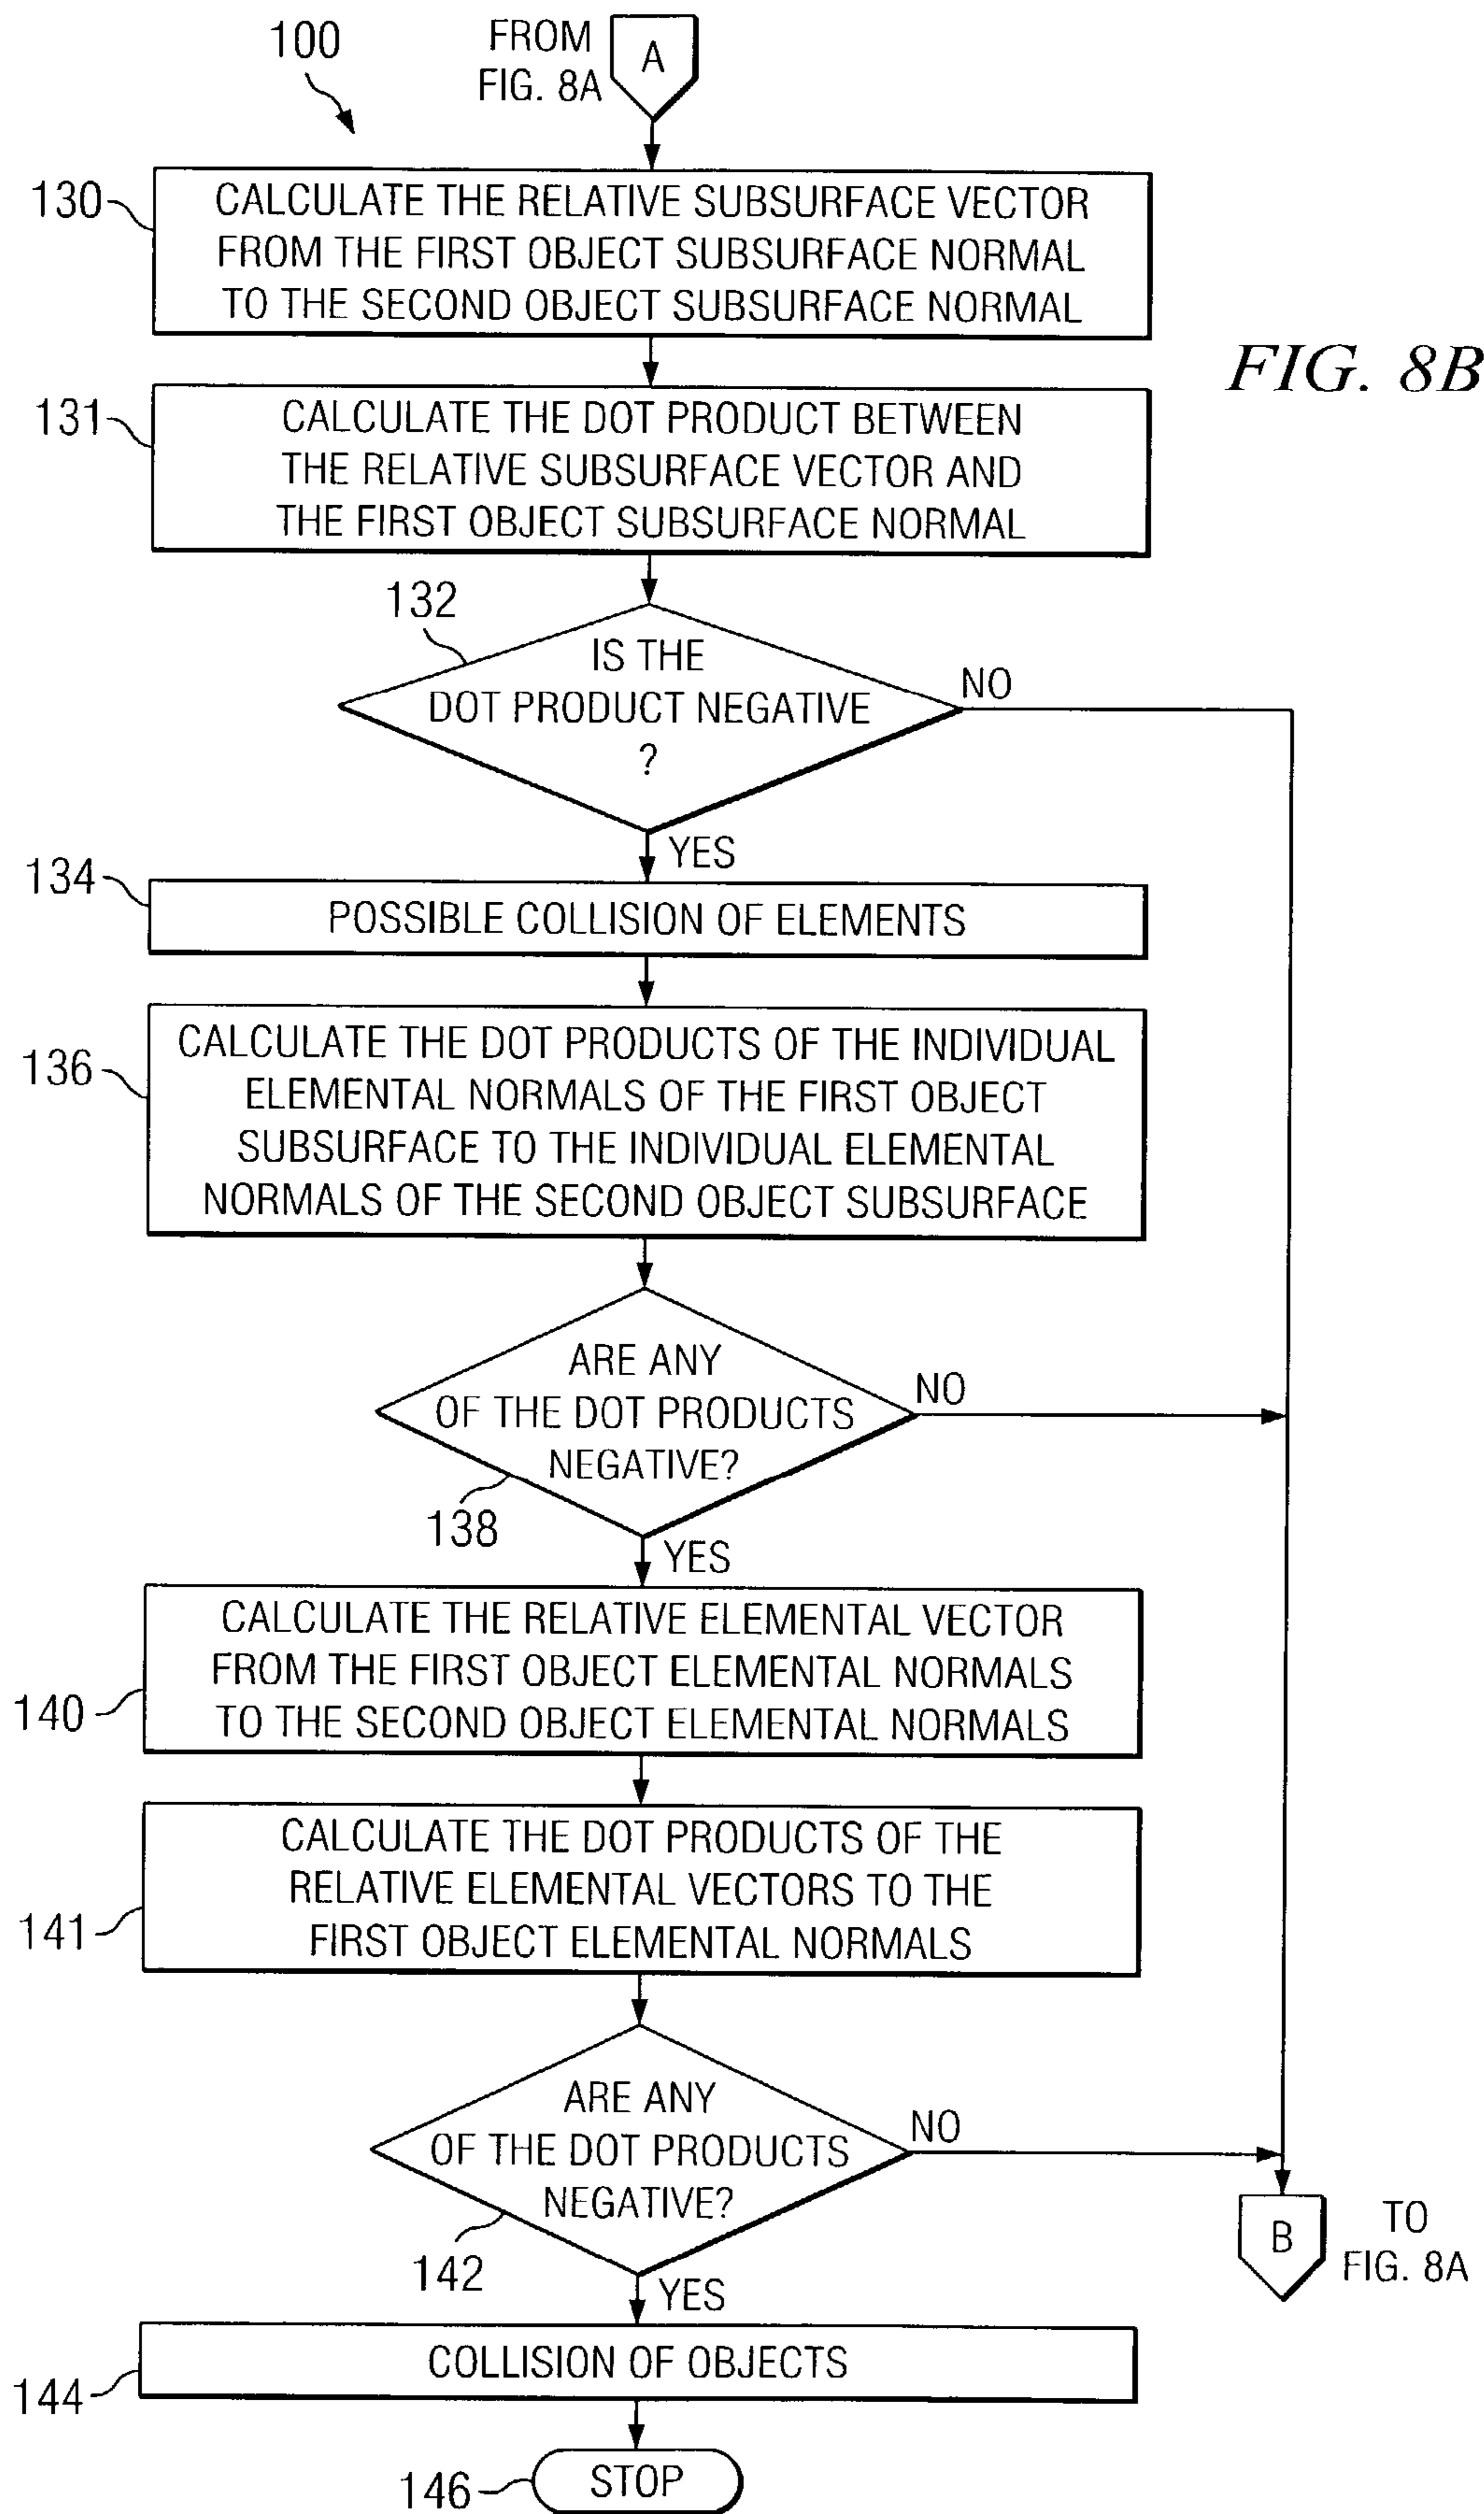 100
FROM
FIG. 8A
A
130
CALCULATE THE RELATIVE SUBSURFACE VECTOR
FROM THE FIRST OBJECT SUBSURFACE NORMAL
TO THE SECOND OBJECT SUBSURFACE NORMAL
FIG. 8B
131
CALCULATE THE DOT PRODUCT BETWEEN
THE RELATIVE SUBSURFACE VECTOR AND
THE FIRST OBJECT SUBSURFACE NORMAL
132
IS THE
DOT PRODUCT NEGATIVE
?
NO
YES
134
POSSIBLE COLLISION OF ELEMENTS
136
CALCULATE THE DOT PRODUCTS OF THE INDIVIDUAL
ELEMENTAL NORMALS OF THE FIRST OBJECT
SUBSURFACE TO THE INDIVIDUAL ELEMENTAL
NORMALS OF THE SECOND OBJECT SUBSURFACE
ARE ANY
OF THE DOT PRODUCTS
NEGATIVE?
NO
138
YES
140
CALCULATE THE RELATIVE ELEMENTAL VECTOR
FROM THE FIRST OBJECT ELEMENTAL NORMALS
TO THE SECOND OBJECT ELEMENTAL NORMALS
141
CALCULATE THE DOT PRODUCTS OF THE
RELATIVE ELEMENTAL VECTORS TO THE
FIRST OBJECT ELEMENTAL NORMALS
ARE ANY
OF THE DOT PRODUCTS
NEGATIVE?
NO
142
YES
B
TO
FIG. 8A
144
COLLISION OF OBJECTS
146
STOP